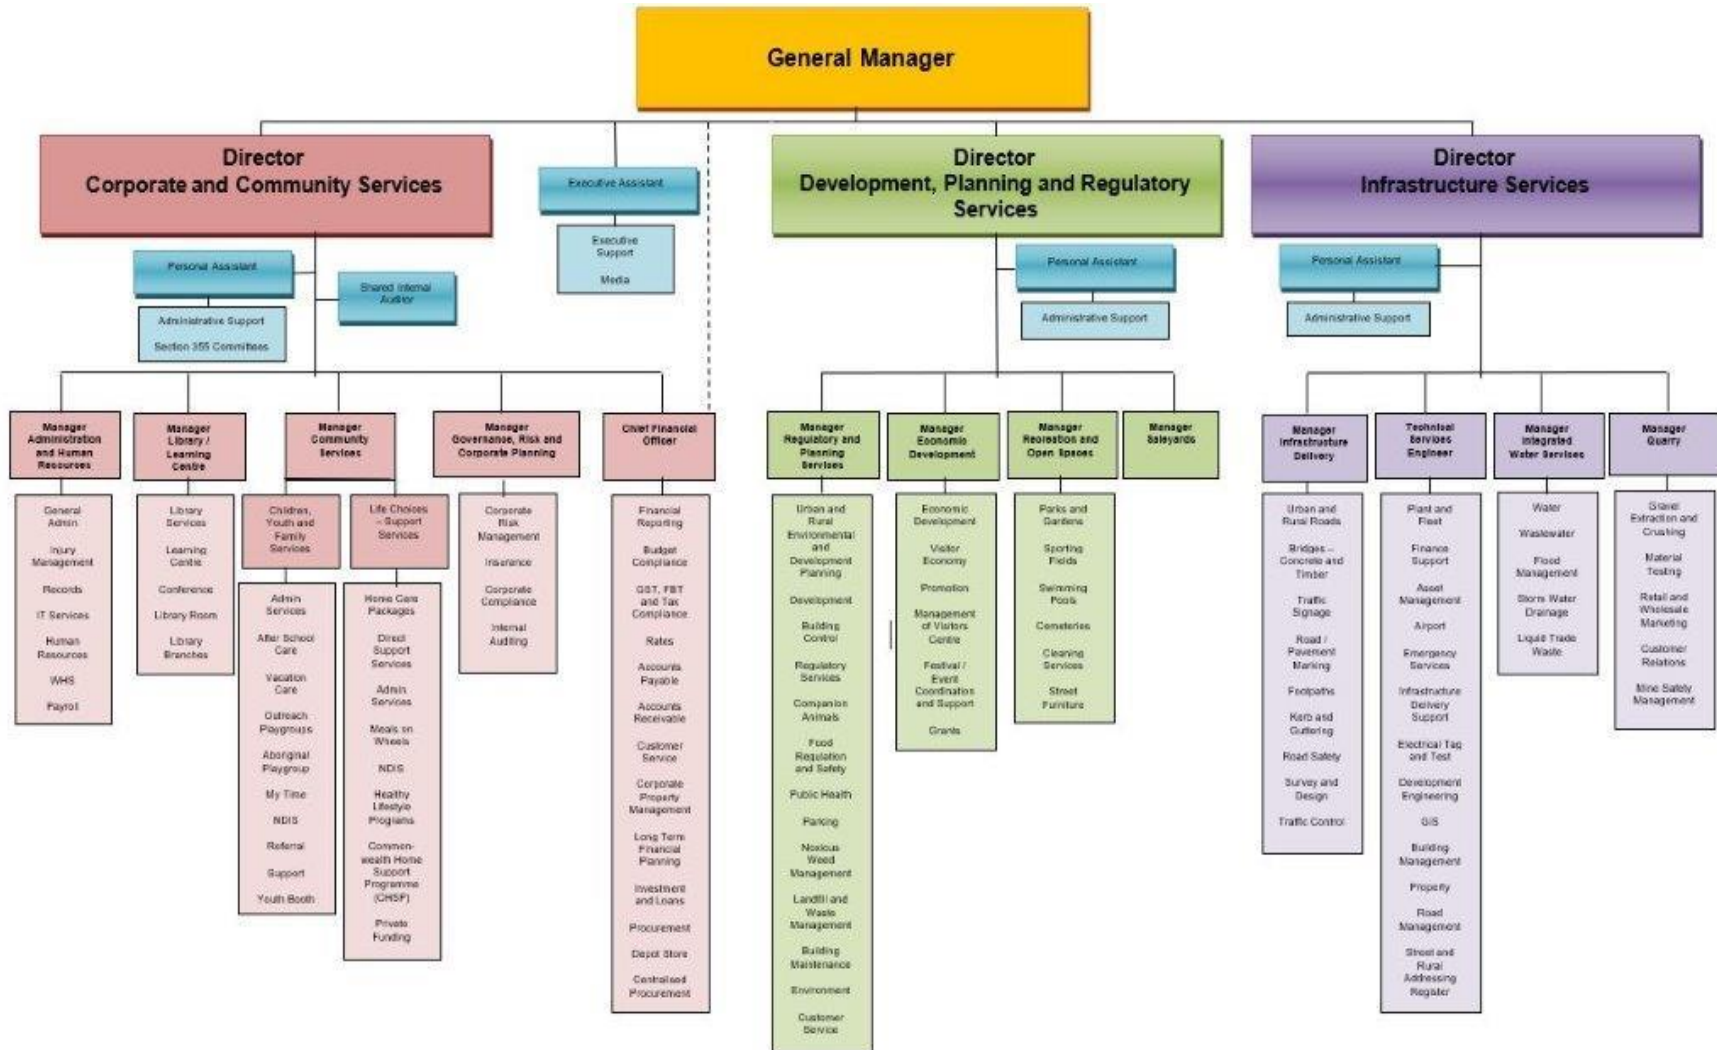 General Manager
Director
Corporate and Community Services
Executive Assistant
Executive
Support
Media
Director
Development, Planning and Regulatory
Services
Director
Infrastructure Services
Personal Assistant
Administrative Support
Section 355 Committees
Shared Internal
Auditor
Personal Assistant
Administrative Support
Personal Assistant
Administrative Support
Manager
Administration
and Human
Resources
General
Admin
Injury
Management
Records
IT Services
Human
Resources
WHS
Payroll
Manager
Library /
Learning
Centre
Library
Services
Learning
Centre
Conference
Library Room
Library
Branches
Manager
Community
Services
Children,
Youth and
Family
Services
Admin
Services
After School
Care
Vacation
Care
Outreach
Playgroups
Aboriginal
Playgroup
My Time
NDIS
Referral
Support
Youth Booth
Life Choices
– Support
Services
Home Care
Packages
Direct
Support
Services
Admin
Services
Meals on
Wheels
NDIS
Healthy
Lifestyle
Programs
Common-
wealth Home
Support
Programme
(CHSP)
Private
Funding
Manager
Governance, Risk and
Corporate Planning
Corporate
Risk
Management
Insurance
Corporate
Compliance
Internal
Auditing
Chief Financial
Officer
Financial
Reporting
Budget
Compliance
GST, FBT
and Tax
Compliance
Rates
Accounts
Payable
Accounts
Receivable
Customer
Service
Corporate
Property
Management
Long Term
Financial
Planning
Investment
and Loans
Procurement
Depot Store
Centralised
Procurement
Manager
Regulatory and
Planning
Services
Urban and
Rural
Environmental
and
Development
Planning
Development
Building
Control
Regulatory
Services
Companion
Animals
Food
Regulation
and Safety
Public Health
Parking
Noxious
Weed
Management
Landfill and
Waste
Management
Building
Maintenance
Environment
Customer
Service
Manager
Economic
Development
Economic
Development
Visitor
Economy
Promotion
Management
of Visitors
Centre
Festival /
Event
Coordination
and Support
Grants
Manager
Recreation and
Open Spaces
Parks and
Gardens
Sporting
Fields
Swimming
Pools
Cemeteries
Cleaning
Services
Street
Furniture
Manager
Saleyards
Manager
Infrastructure
Delivery
Urban and
Rural Roads
Bridges –
Concrete and
Timber
Traffic
Signage
Road /
Pavement
Marking
Footpaths
Kerb and
Guttering
Road Safety
Survey and
Design
Traffic Control
Technical
Services
Engineer
Plant and
Fleet
Finance
Support
Asset
Management
Airport
Emergency
Services
Infrastructure
Delivery
Support
Electrical Tag
and Test
Development
Engineering
GIS
Building
Management
Property
Road
Management
Street and
Rural
Addressing
Register
Manager
Integrated
Water Services
Water
Wastewater
Flood
Management
Storm Water
Drainage
Liquid Trade
Waste
Manager
Quarry
Gravel
Extraction and
Crushing
Material
Testing
Retail and
Wholesale
Marketing
Customer
Relations
Mine Safety
Management